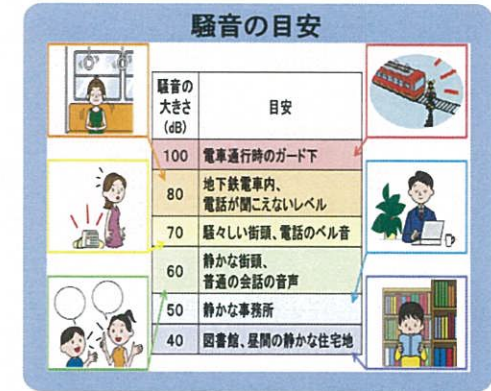 騒音の目安
騒音の
大きさ
(dB)
目安
100 電車通行時のガード下
80 地下鉄電車内、
電話が聞こえないレベル
70 騒々しい街頭、電話のベル音
60 静かな街頭、
普通の会話の音声
50 静かな事務所
40 図書館、昼間の静かな住宅地